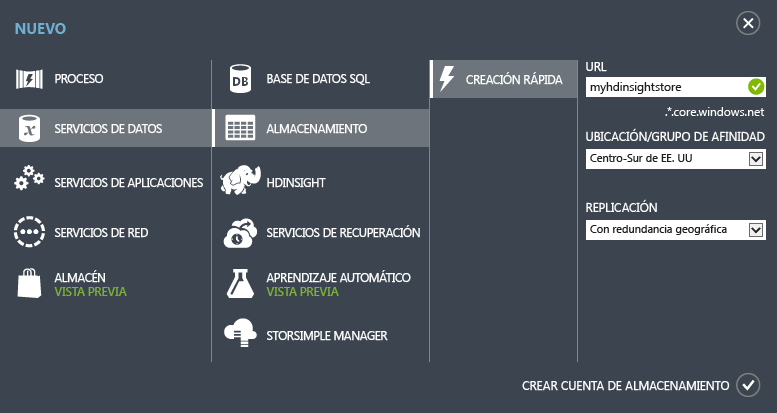 NUEVO
PROCESO
SERVICIOS DE DATOS
SERVICIOS DE APLICACIONES
SERVICIOS DE RED
ALMACÉN
VISTA PREVIA
DB
BASE DE DATOS SQL
ALMACENAMIENTO
HDINSIGHT
SERVICIOS DE RECUPERACIÓN
APRENDIZAJE AUTOMÁTICO
VISTA PREVIA
STORSIMPLE MANAGER
CREACIÓN RÁPIDA
URL
myhdinsightstore
.*.core.windows.net
UBICACIÓN/GRUPO DE AFINIDAD
Centro-Sur de EE. UU
REPLICACIÓN
Con redundancia geográfica
CREAR CUENTA DE ALMACENAMIENTO